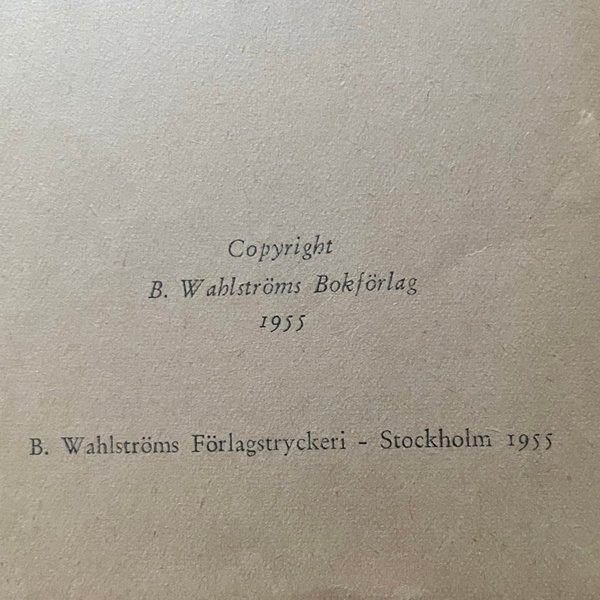 Copyright
B. Wahlströms Bokförlag
1955
B. Wahlströms Förlagstryckeri - Stockholm 1955